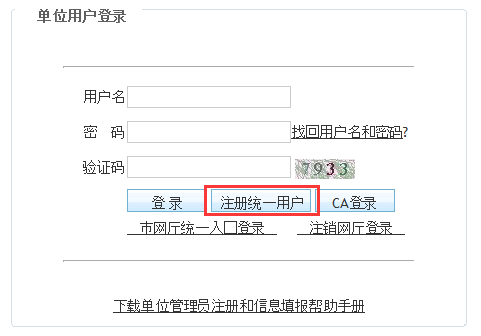 单位用户登录
用户名
密 码 找回用户名和密码?
验证码 7933
登 录 注册统一用户 CA登录
市网厅统一入口登录 注销网厅登录
下载单位管理员注册和信息填报帮助手册